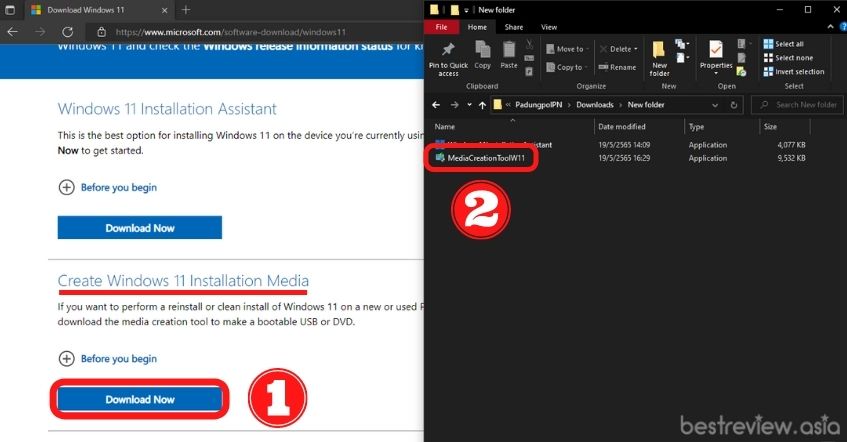 Download Windows 11
https://www.microsoft.com/software-download/windows11
Windows 11 and check the Windows release information status for
Windows 11 Installation Assistant
This is the best option for installing Windows 11 on the device you're currently
Now to get started.
Before you begin
Download Now
Create Windows 11 Installation Media
If you want to perform a reinstall or clean install of Windows 11 on a new or used
download the media creation tool to make a bootable USB or DVD.
Before you begin
Download Now
1
New folder
File
Home
Share
View
Pin to Quick access
Copy
Paste
Clipboard
Move to
Copy to
Delete
Rename
Organize
New folder
New
Properties
Open
Select all
Select none
Invert selection
Select
PadungpolPN
Downloads
New folder
Name
Date modified
Type
Size
19/5/2565 14:09
Application
4,077 KB
MediaCreationToolW11
19/5/2565 16:29
Application
9,532 KB
2
bestreview.asia